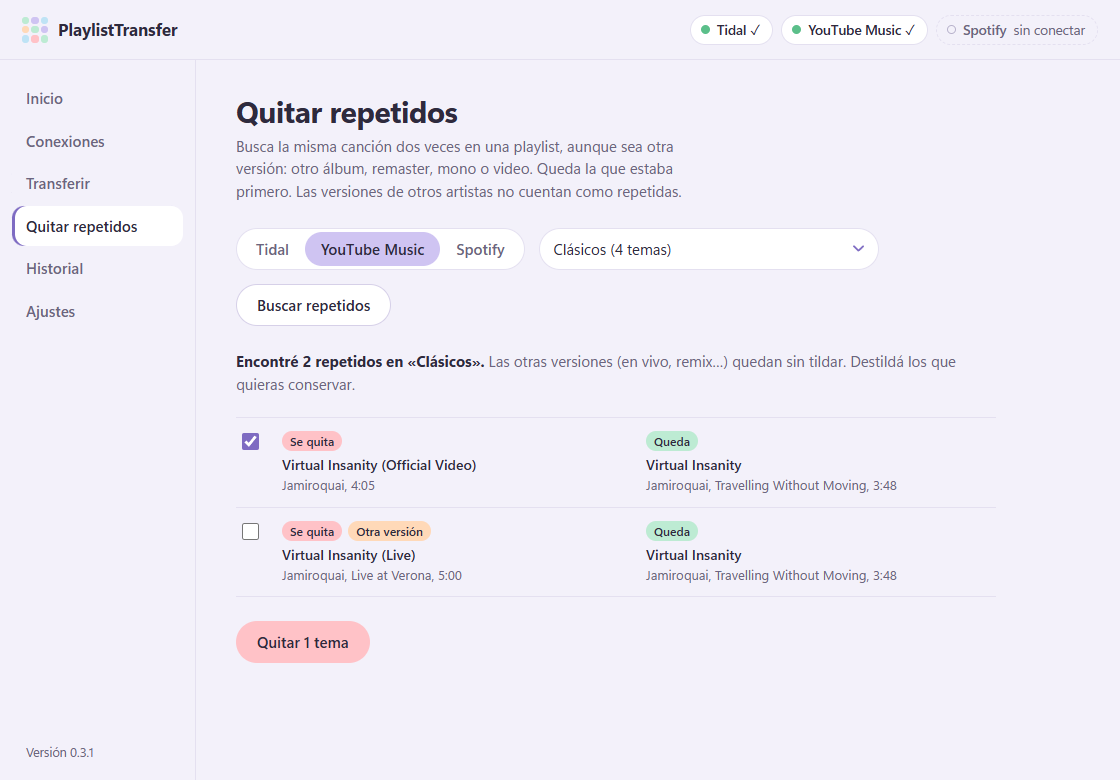 PlaylistTransfer
Tidal ✓
YouTube Music ✓
Spotify sin conectar
Inicio
Conexiones
Transferir
Quitar repetidos
Historial
Ajustes
Versión 0.3.1
Quitar repetidos
Busca la misma canción dos veces en una playlist, aunque sea otra
versión: otro álbum, remaster, mono o video. Queda la que estaba
primero. Las versiones de otros artistas no cuentan como repetidas.
Tidal
YouTube Music
Spotify
Clásicos (4 temas)
Buscar repetidos
Encontré 2 repetidos en «Clásicos». Las otras versiones (en vivo, remix...) quedan sin tildar. Destildá los que
quieras conservar.
Se quita
Virtual Insanity (Official Video)
Jamiroquai, 4:05
Queda
Virtual Insanity
Jamiroquai, Travelling Without Moving, 3:48
Se quita
Otra versión
Virtual Insanity (Live)
Jamiroquai, Live at Verona, 5:00
Queda
Virtual Insanity
Jamiroquai, Travelling Without Moving, 3:48
Quitar 1 tema